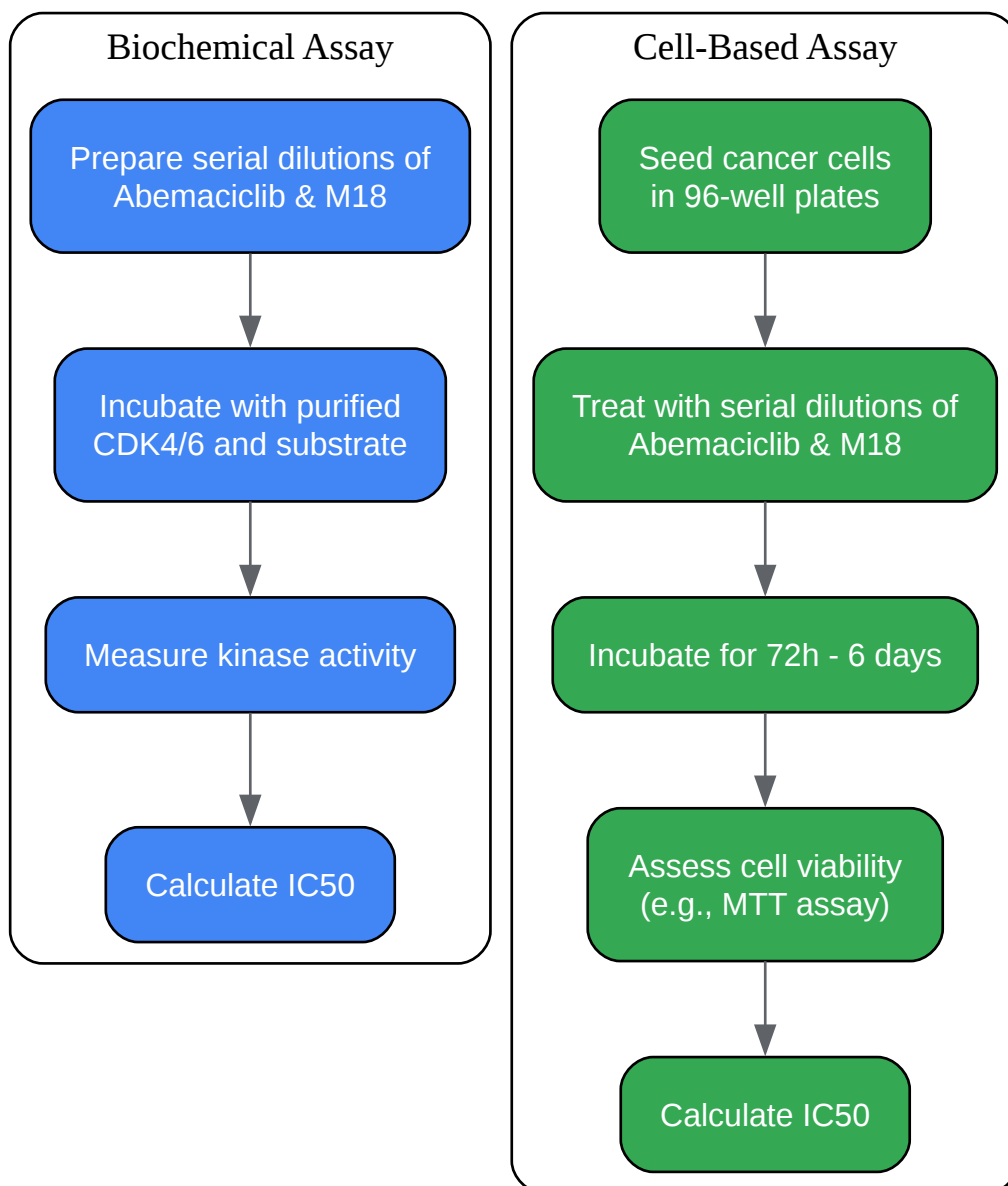 Biochemical Assay
Prepare serial dilutions of
Abemaciclib & M18
Incubate with purified
CDK4/6 and substrate
Measure kinase activity
Calculate IC50
Cell-Based Assay
Seed cancer cells
in 96-well plates
Treat with serial dilutions of
Abemaciclib & M18
Incubate for 72h - 6 days
Assess cell viability
(e.g., MTT assay)
Calculate IC50